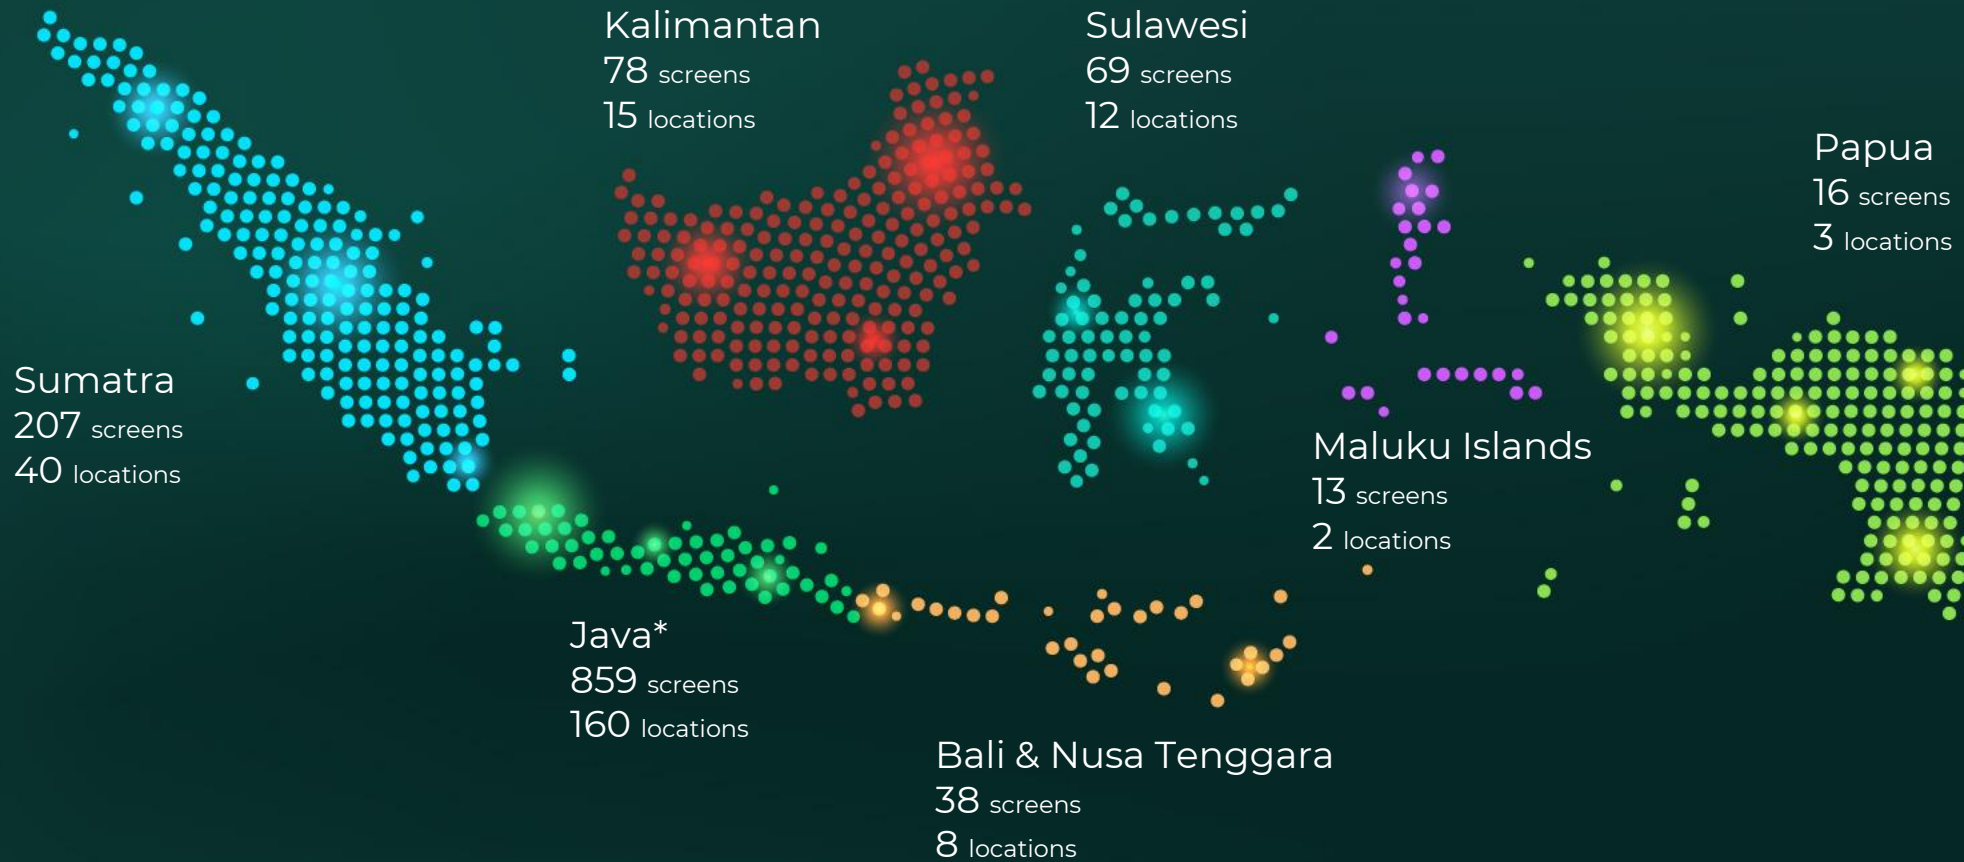 Kalimantan
78 screens
15 locations
Sulawesi
69 screens
12 locations
Papua
16 screens
3 locations
Sumatra
207 screens
40 locations
Maluku Islands
13 screens
2 locations
Java*
859 screens
160 locations
Bali & Nusa Tenggara
38 screens
8 locations